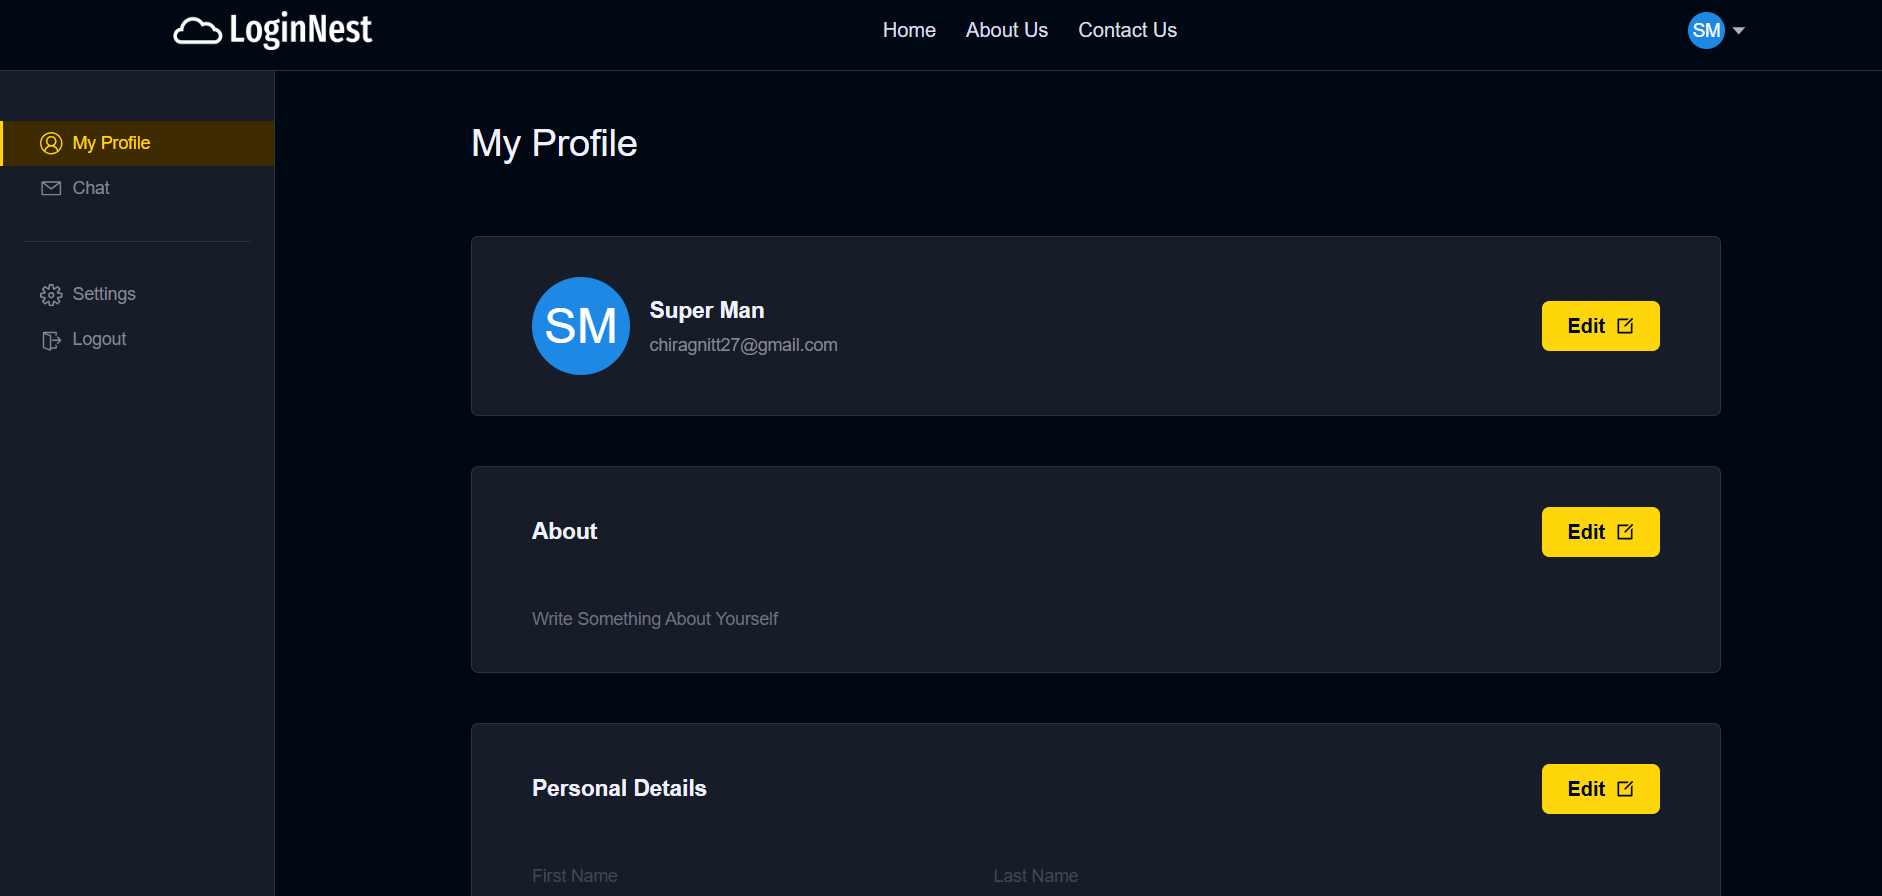 LoginNest
Home About Us Contact Us
SM
My Profile
Chat
Settings
Logout
My Profile
SM
Super Man
chiragnitt27@gmail.com
Edit
About
Edit
Write Something About Yourself
Personal Details
Edit
First Name Last Name